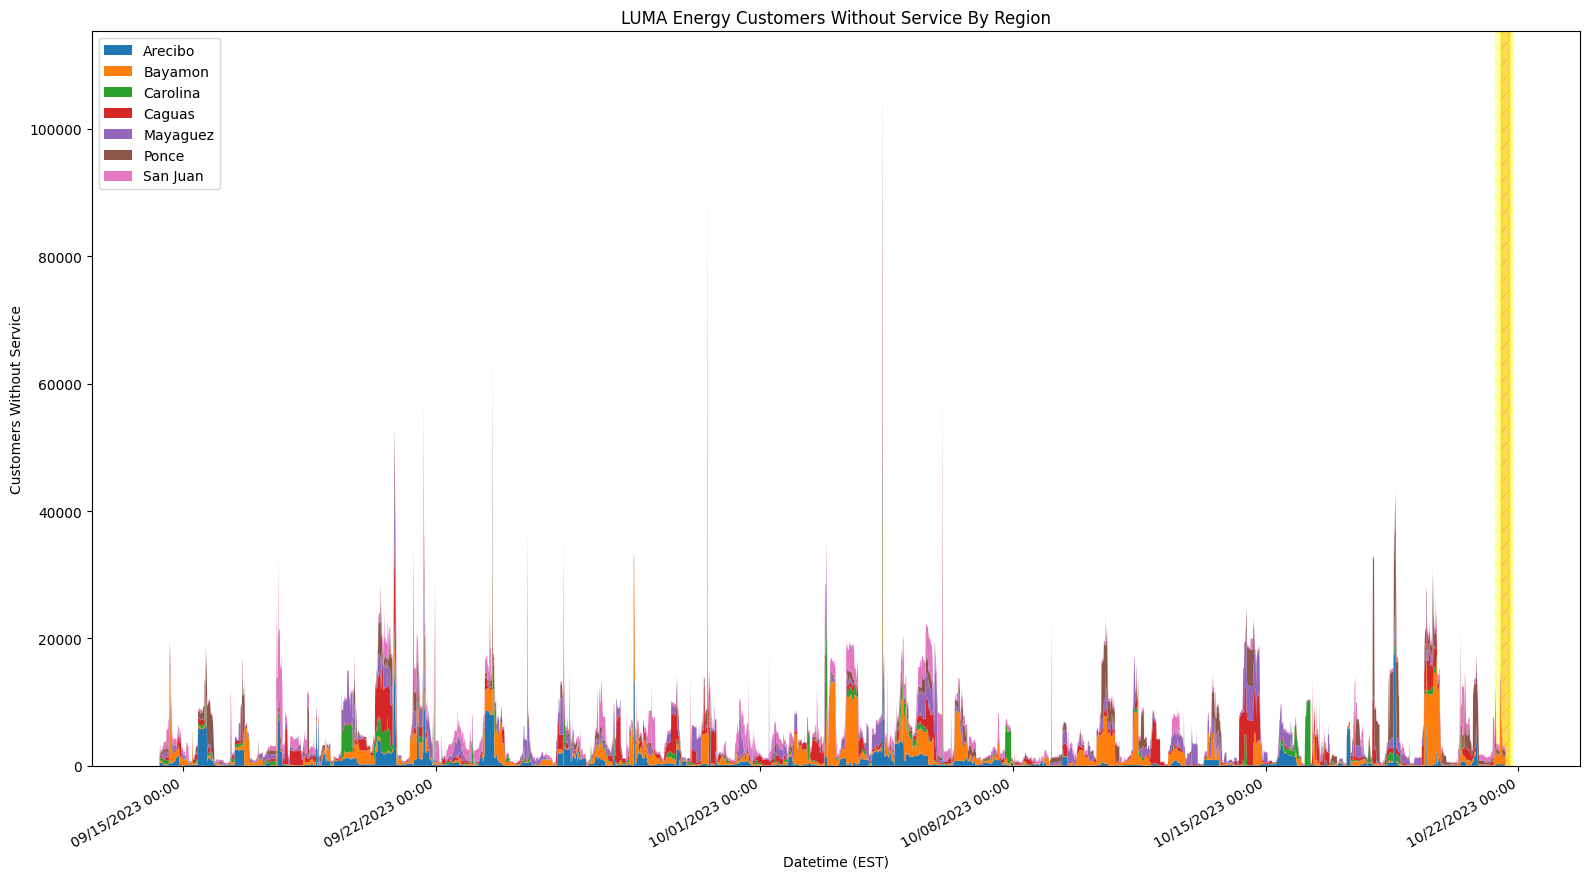 LUMA Energy Customers Without Service By Region
Arecibo
Bayamon
Carolina
Caguas
Mayaguez
Ponce
San Juan
100000
80000
60000
40000
20000
0
Customers Without Service
09/15/2023 00:00
09/22/2023 00:00
10/01/2023 00:00
10/08/2023 00:00
10/15/2023 00:00
10/22/2023 00:00
Datetime (EST)